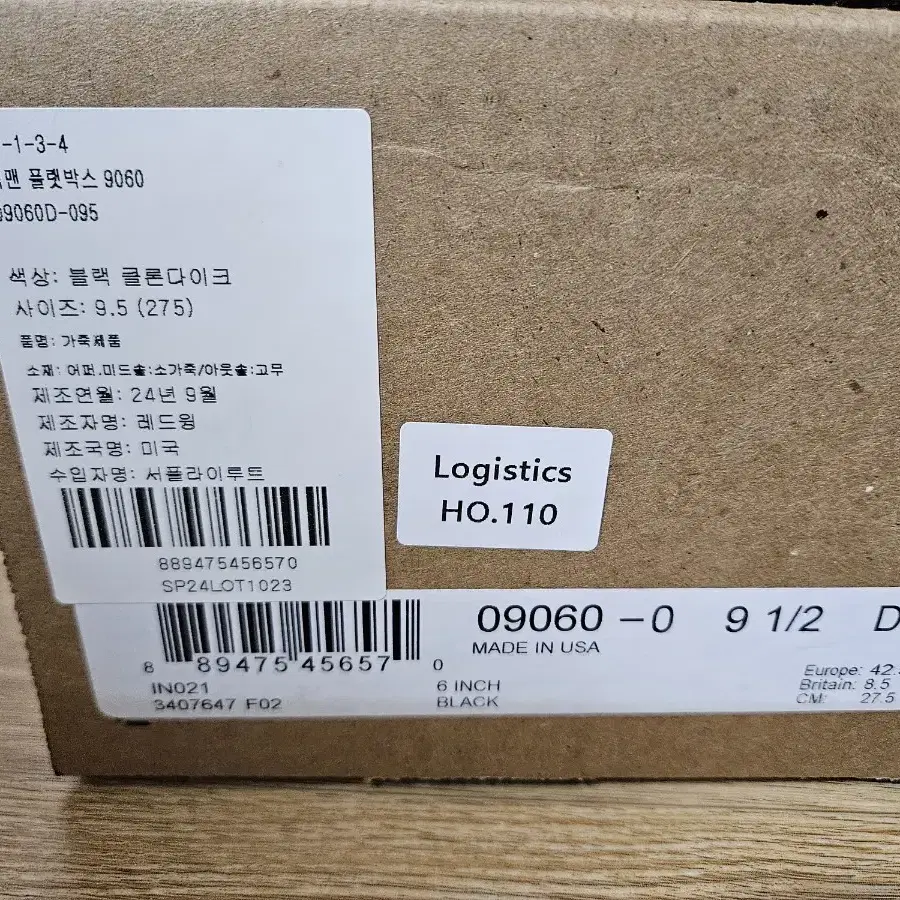 -1-3-4
맨 플랫박스 9060
09060D-095
색상: 블랙 클론다이크
사이즈: 9.5 (275)
품명: 가죽제품
소재: 어퍼.미드솔:소가죽/아웃솔:고무
제조연월: 24년 9월
제조자명: 레드윙
제조국명: 미국
수입자명: 서플라이루트
889475456570
SP24LOT1023
Logistics
HO.110
09060 -0 9 1/2 D
MADE IN USA
8 89475 45657 0
IN021
3407647 F02
6 INCH
BLACK
Europe: 42.
Britain: 8.5
CM: 27.5